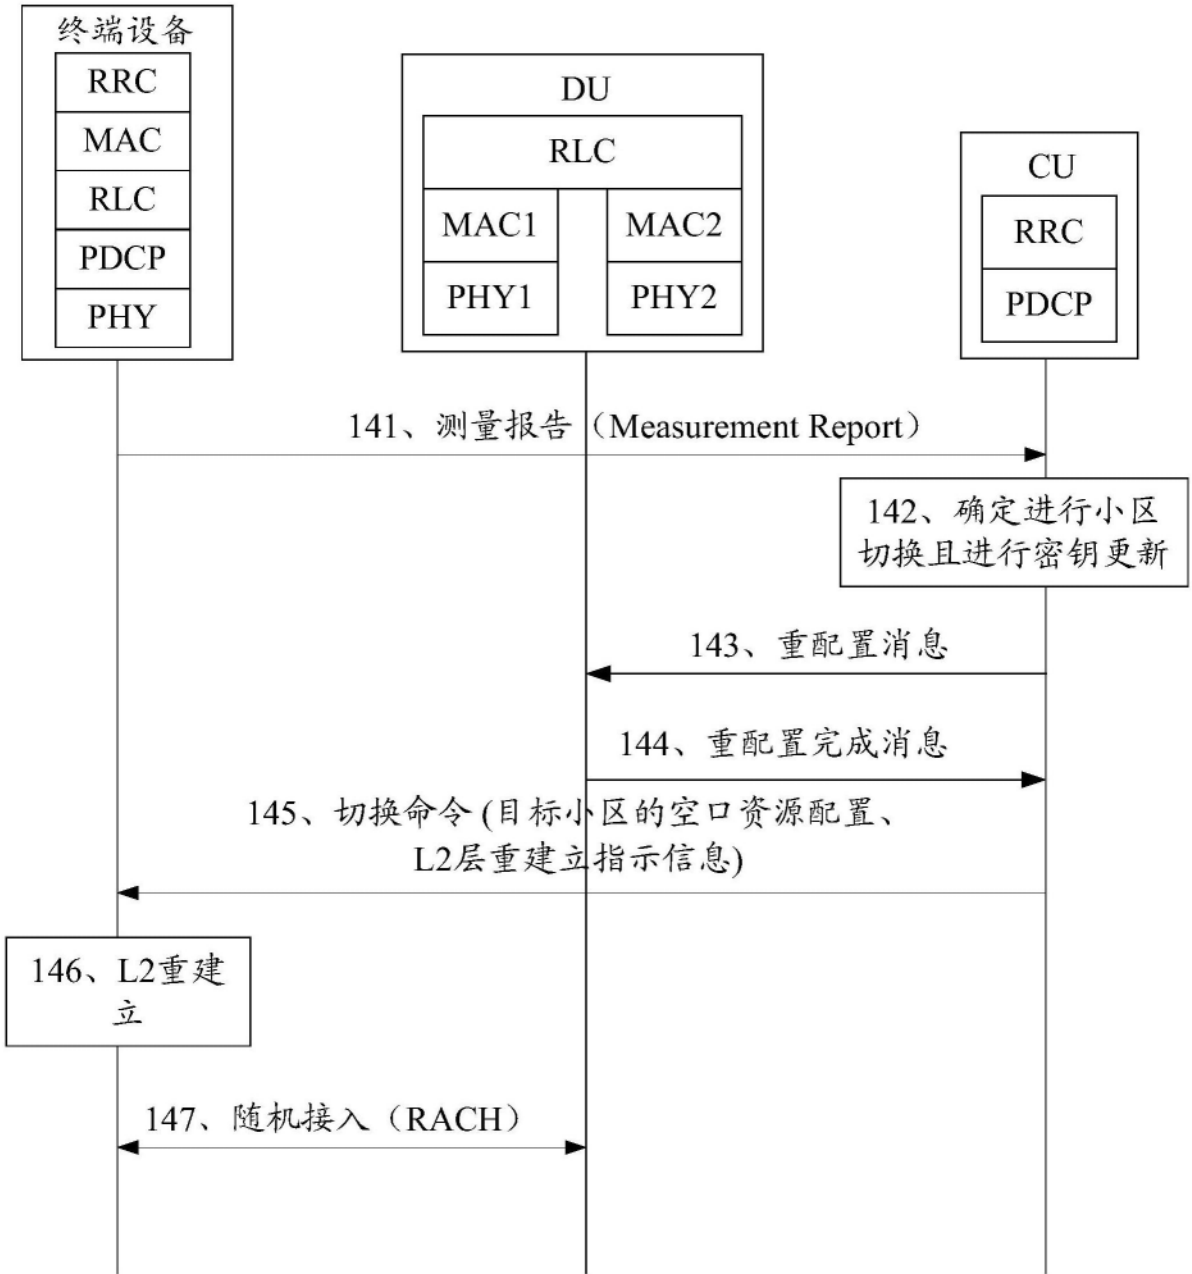 终端设备
RRC
MAC
RLC
PDCP
PHY
DU
RLC
MAC1
MAC2
PHY1
PHY2
CU
RRC
PDCP
141、测量报告（Measurement Report）
142、确定进行小区
切换且进行密钥更新
143、重配置消息
144、重配置完成消息
145、切换命令 (目标小区的空口资源配置、
L2层重建立指示信息)
146、L2重建
立
147、随机接入（RACH）